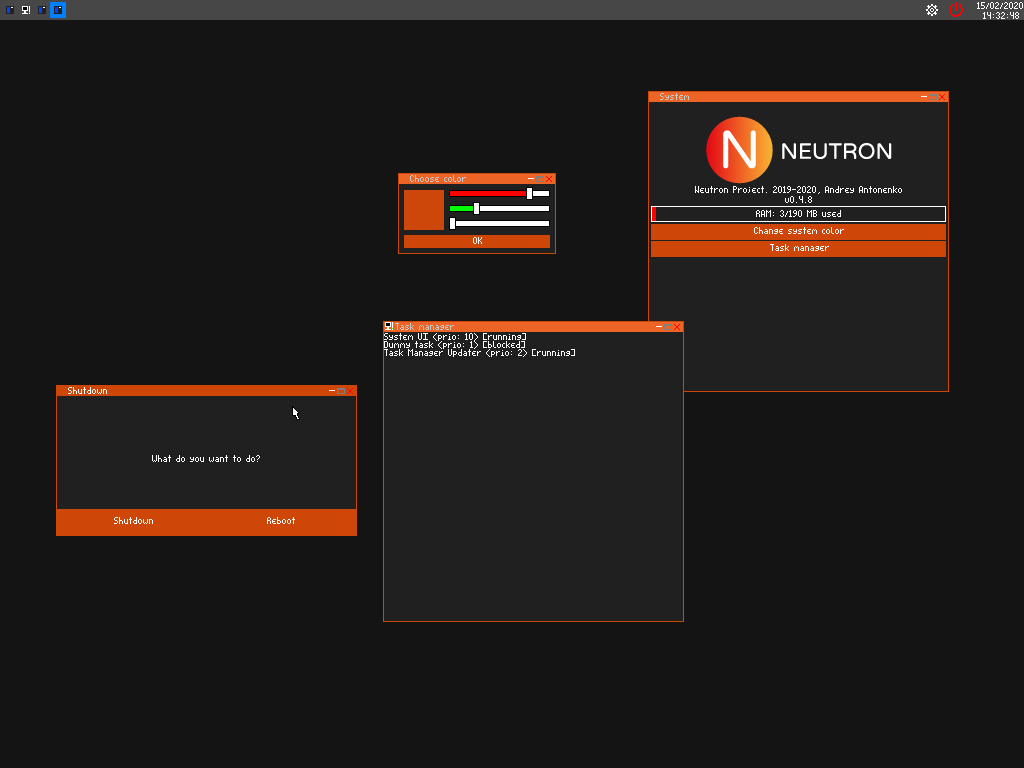 15/02/2020
14:32:48
System
N NEUTRON
Neutron Project. 2019-2020, Andrey Antonenko
v0.4.8
RAM: 3/190 MB used
Change system color
Task manager
Choose color
OK
Task manager
System UI <prio: 10> [running]
Dummy task <prio: 1> [blocked]
Task Manager Updater <prio: 2> [running]
Shutdown
What do you want to do?
Shutdown Reboot